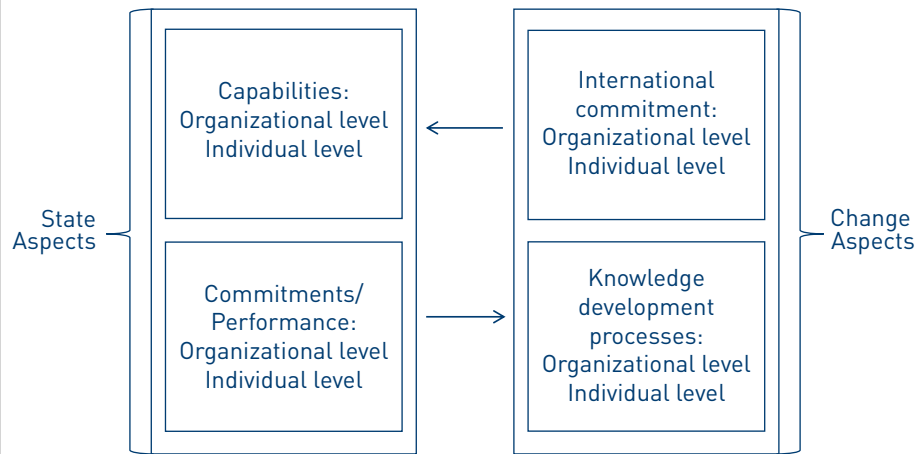 Capabilities:
Organizational level
Individual level
International
commitment:
Organizational level
Individual level
State
Aspects
Change
Aspects
Commitments/
Performance:
Organizational level
Individual level
Knowledge
development
processes:
Organizational level
Individual level